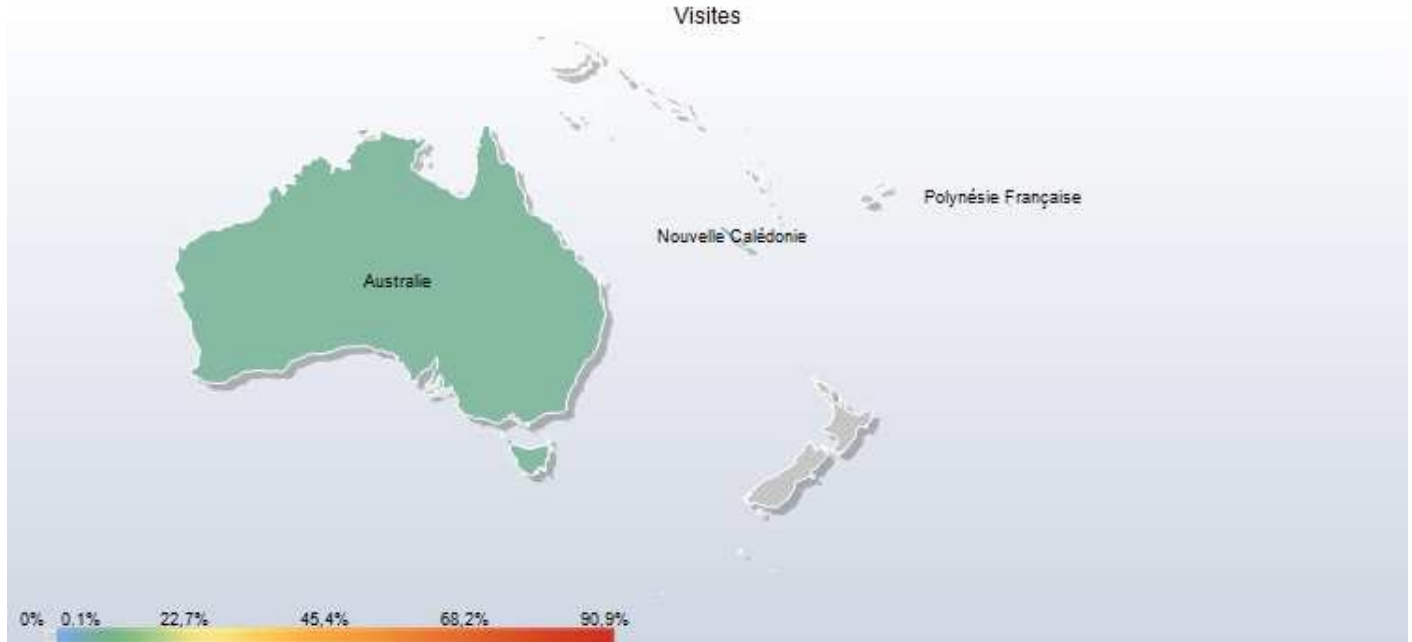 Visites
Polynésie Française
Nouvelle Calédonie
Australie
0% 0,1% 22,7% 45,4% 68,2% 90,9%